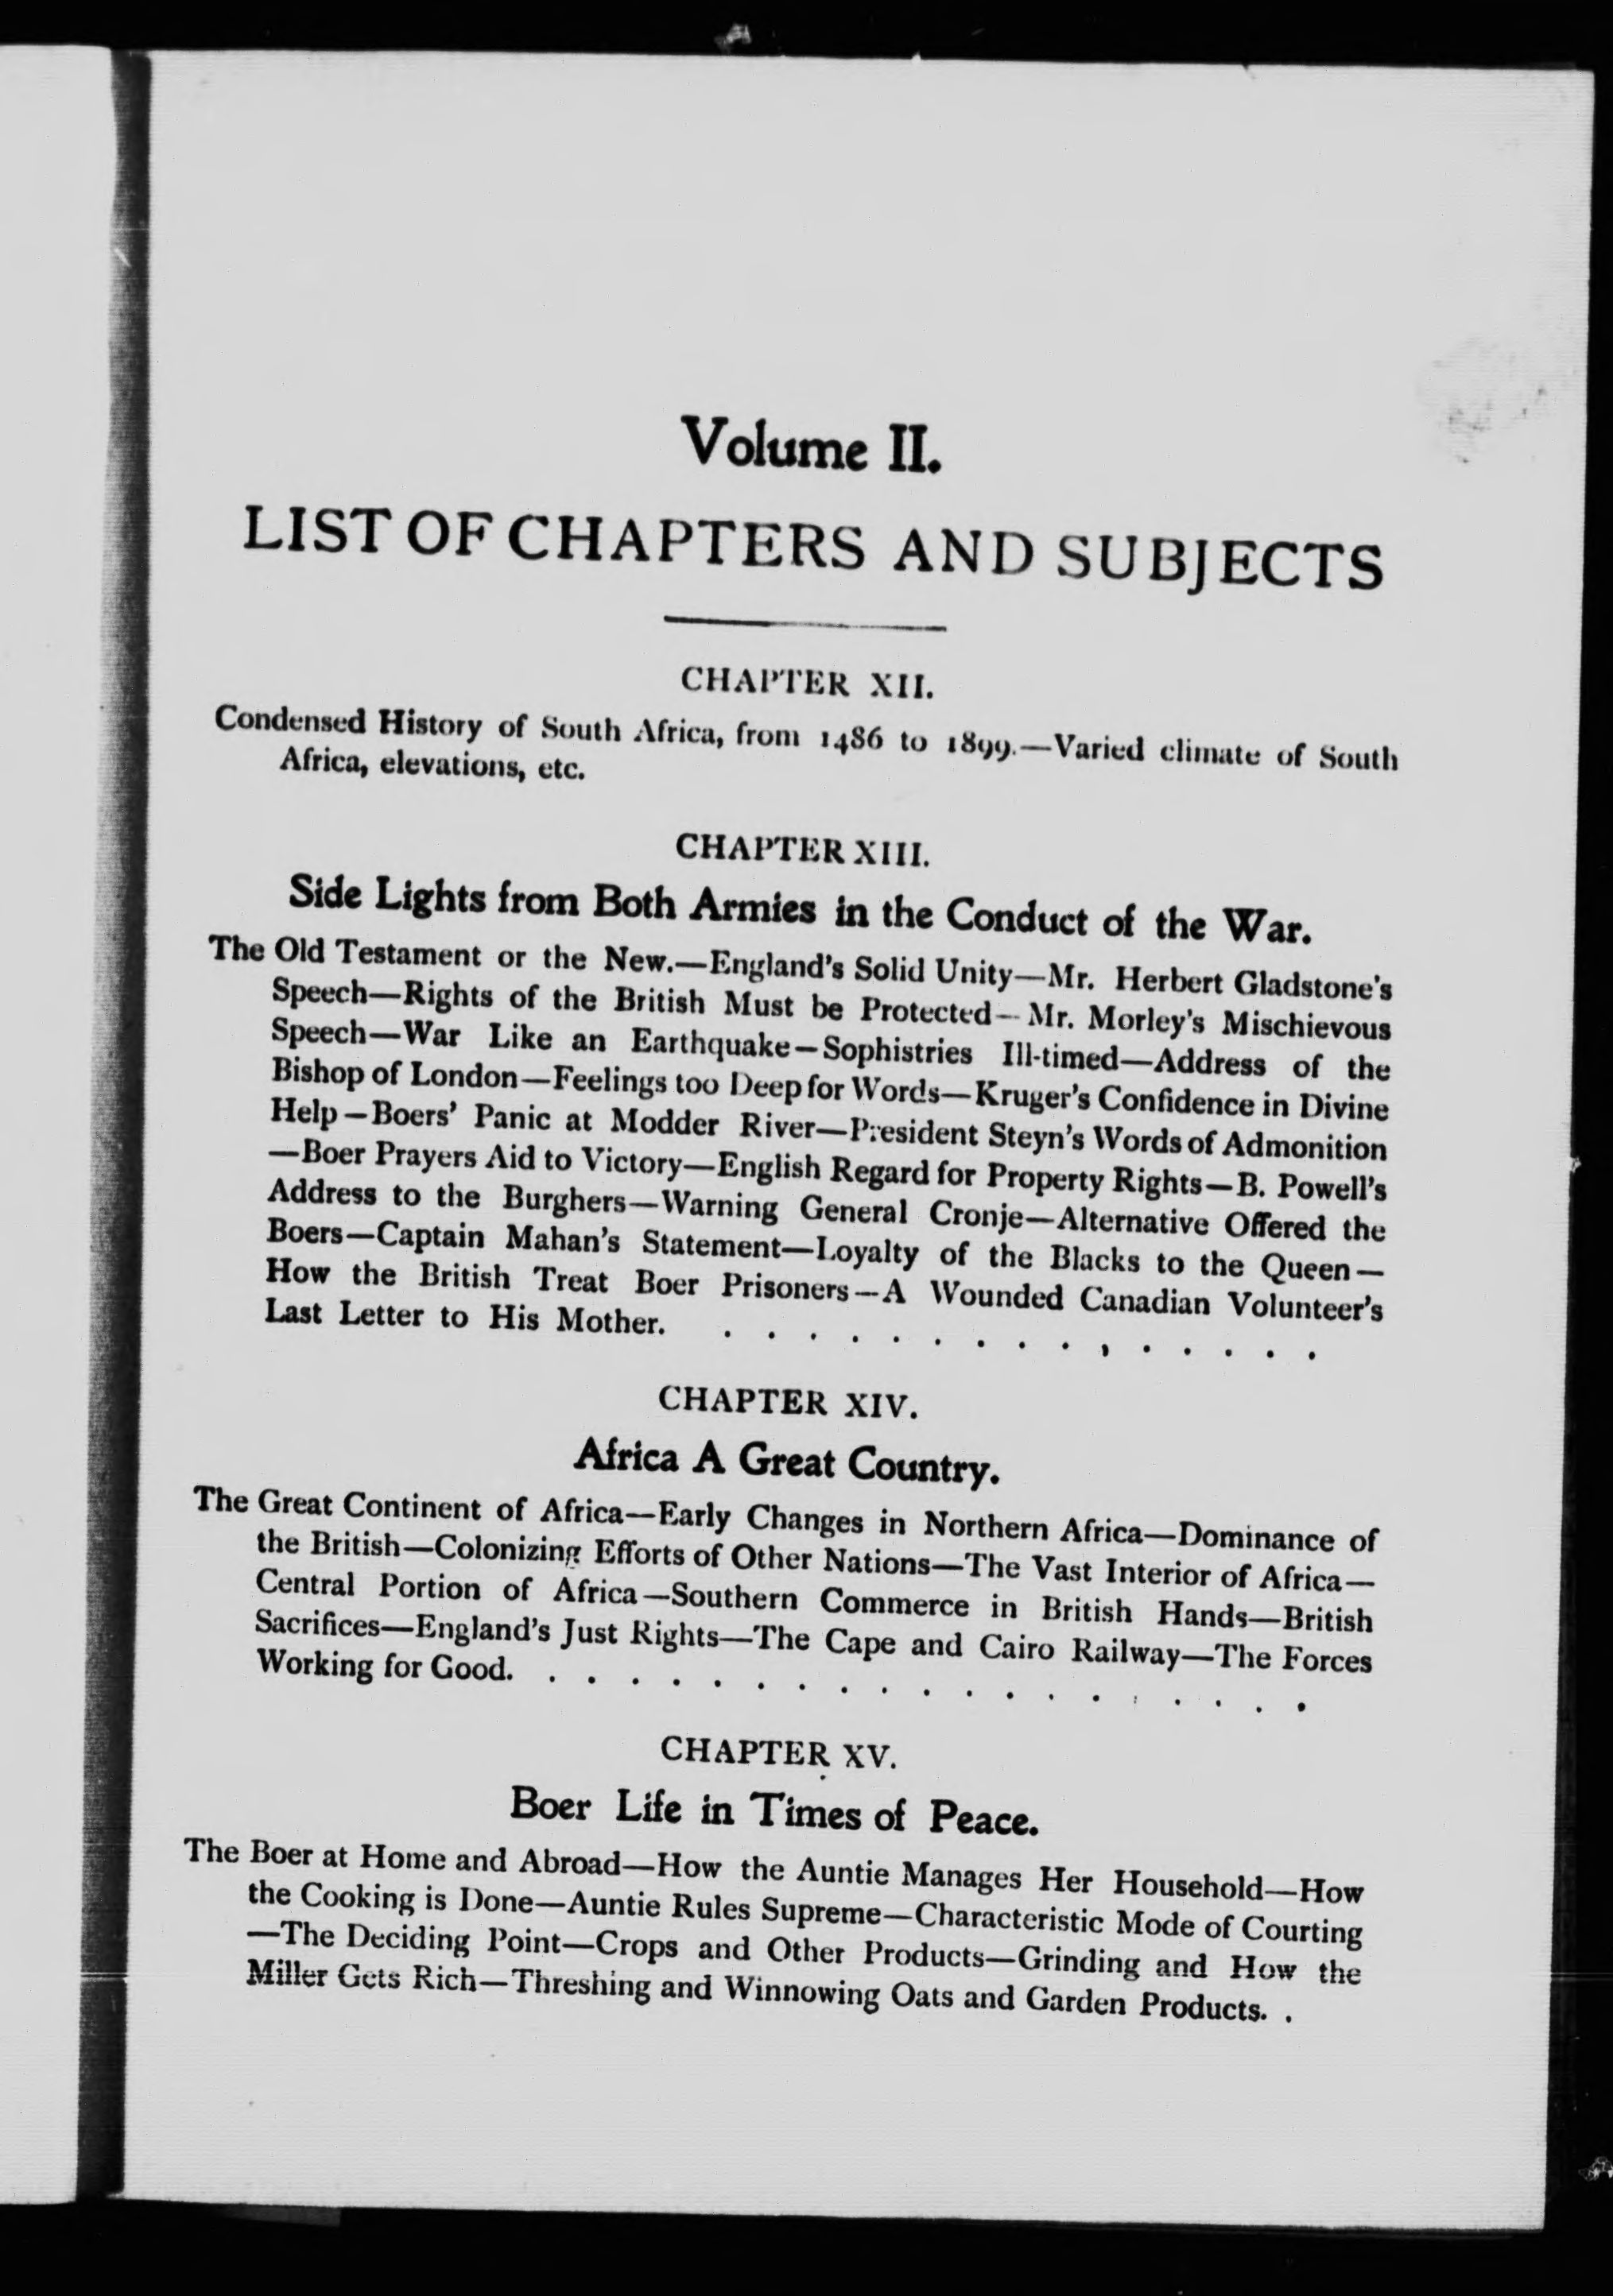 Volume II.
LIST OF CHAPTERS AND SUBJECTS
CHAPTER XII.
Condensed History of South Africa, from 1486 to 1899.—Varied climate of South
Africa, elevations, etc.
CHAPTER XIII.
Side Lights from Both Armies in the Conduct of the War.
The Old Testament or the New.—England's Solid Unity—Mr. Herbert Gladstone's
Speech—Rights of the British Must be Protected—Mr. Morley's Mischievous
Speech—War Like an Earthquake—Sophistries Ill-timed—Address of the
Bishop of London—Feelings too Deep for Words—Kruger's Confidence in Divine
Help—Boers' Panic at Modder River—President Steyn's Words of Admonition
—Boer Prayers Aid to Victory—English Regard for Property Rights—B. Powell's
Address to the Burghers—Warning General Cronje—Alternative Offered the
Boers—Captain Mahan's Statement—Loyalty of the Blacks to the Queen—
How the British Treat Boer Prisoners—A Wounded Canadian Volunteer's
Last Letter to His Mother. . . . . . . . . . . . . . . .
CHAPTER XIV.
Africa A Great Country.
The Great Continent of Africa—Early Changes in Northern Africa—Dominance of
the British—Colonizing Efforts of Other Nations—The Vast Interior of Africa—
Central Portion of Africa—Southern Commerce in British Hands—British
Sacrifices—England's Just Rights—The Cape and Cairo Railway—The Forces
Working for Good. . . . . . . . . . . . . . . . . . . .
CHAPTER XV.
Boer Life in Times of Peace.
The Boer at Home and Abroad—How the Auntie Manages Her Household—How
the Cooking is Done—Auntie Rules Supreme—Characteristic Mode of Courting
—The Deciding Point—Crops and Other Products—Grinding and How the
Miller Gets Rich—Threshing and Winnowing Oats and Garden Products. .